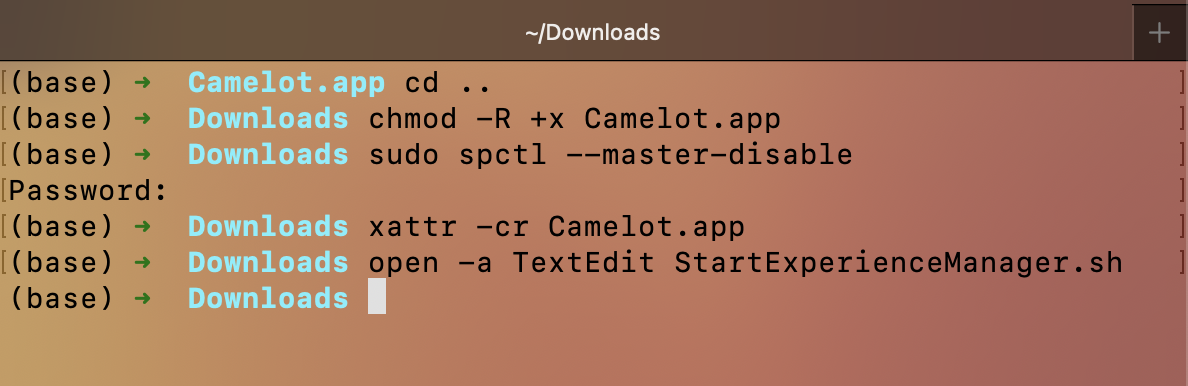 ~/Downloads
(base) ➜ Camelot.app cd ..
(base) ➜ Downloads chmod -R +x Camelot.app
(base) ➜ Downloads sudo spctl --master-disable
Password:
(base) ➜ Downloads xattr -cr Camelot.app
(base) ➜ Downloads open -a TextEdit StartExperienceManager.sh
(base) ➜ Downloads